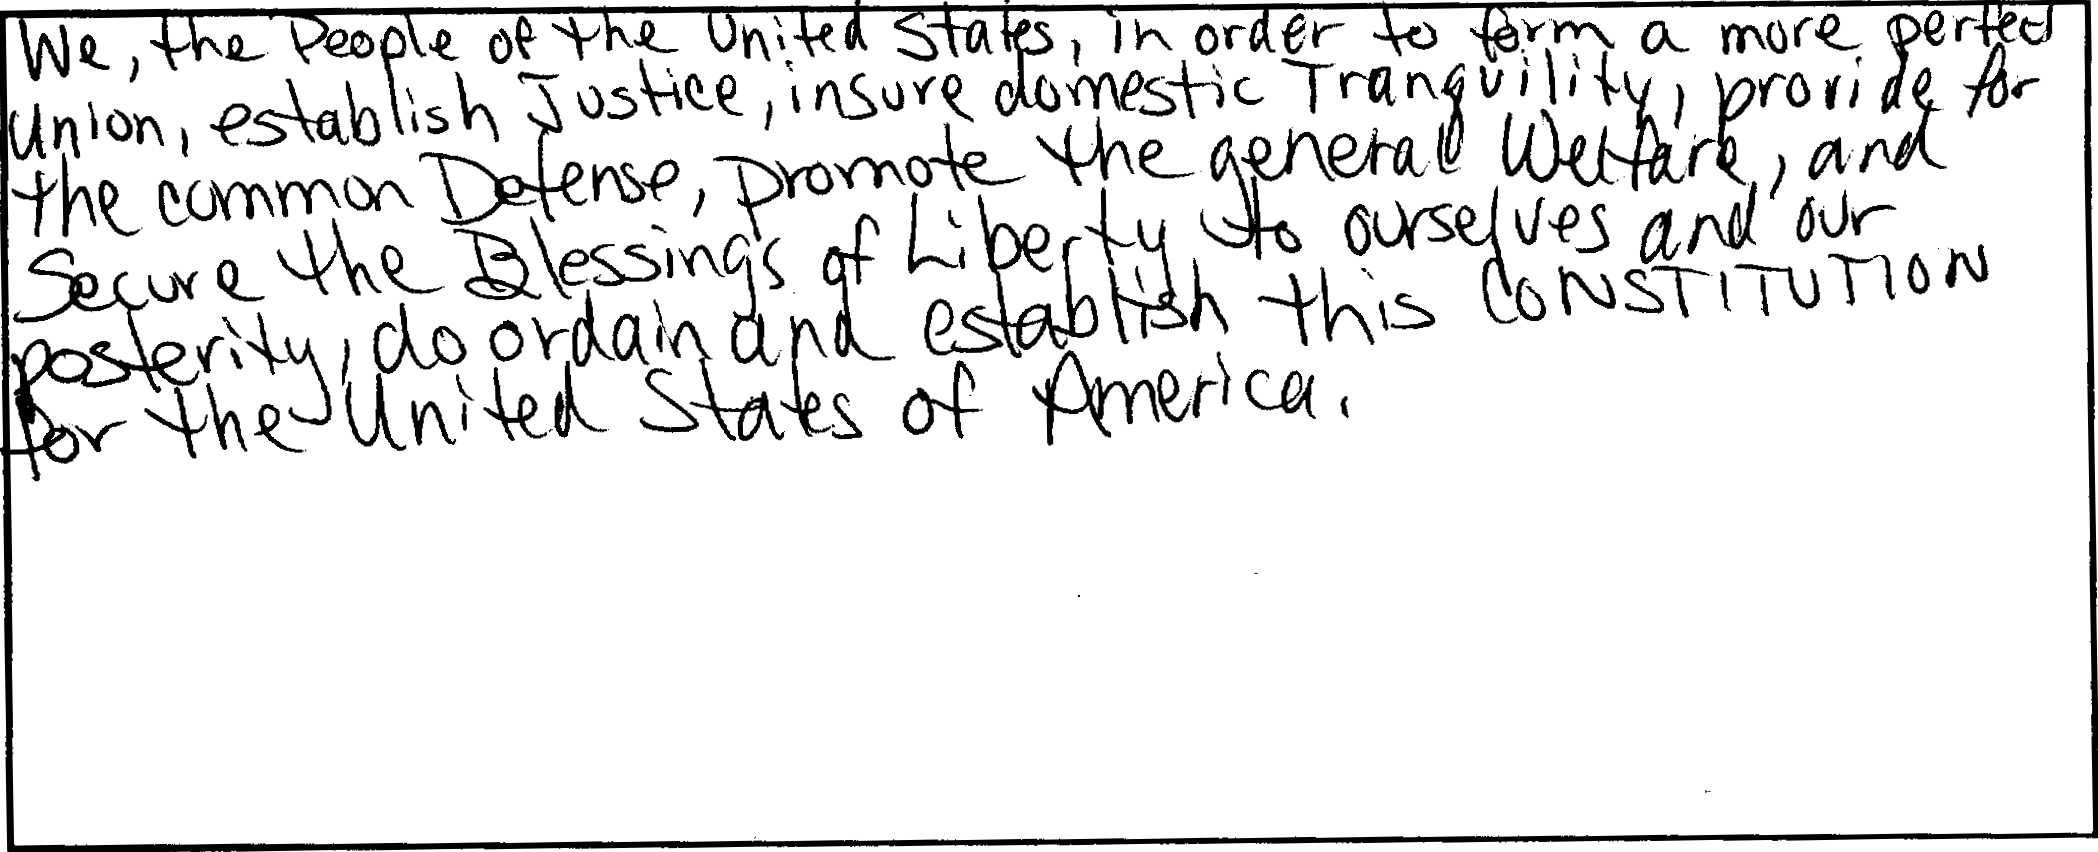 We, the People of the United States, in order to form a more perfect
Union, establish Justice, insure domestic Tranquility, provide for
the common Defense, promote the general Welfare, and
Secure the Blessings of Liberty to ourselves and our
posterity, do ordain and establish this CONSTITUTION
for the United States of America.